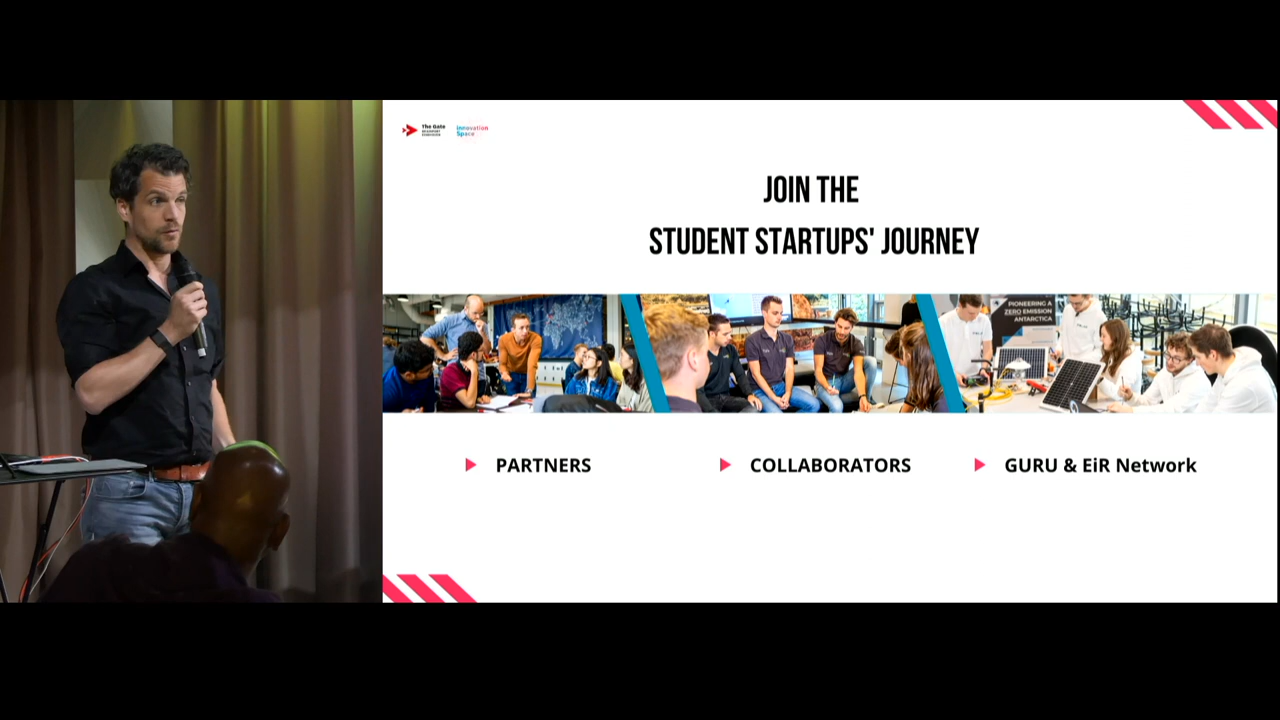 The Gate
innovation
Space
JOIN THE
STUDENT STARTUPS' JOURNEY
PIONEERING A
ZERO EMISSION
ANTARCTICA
PARTNERS
COLLABORATORS
GURU & EiR Network